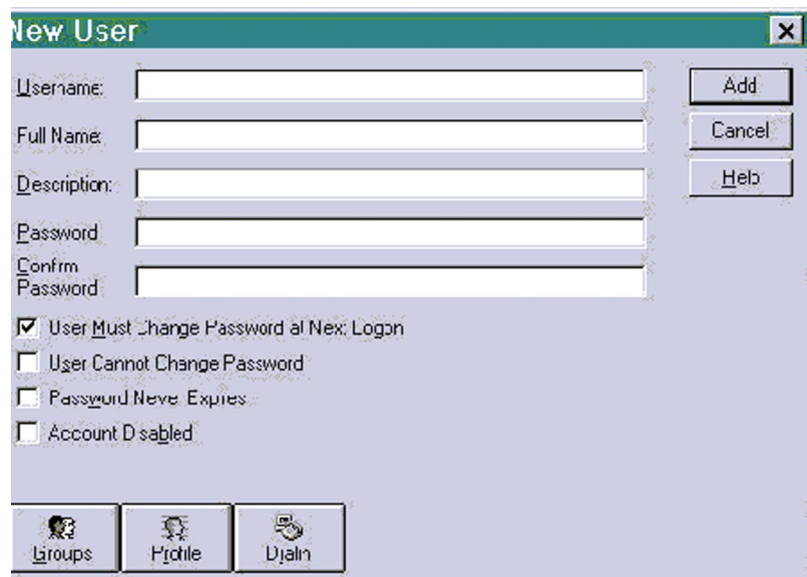 New User
Username:
Add
Full Name:
Cancel
Description:
Help
Password
Confirm
Password
User Must Change Password at Next Logon
User Cannot Change Password
Password Never Expires
Account Disabled
Groups
Profile
Dialin